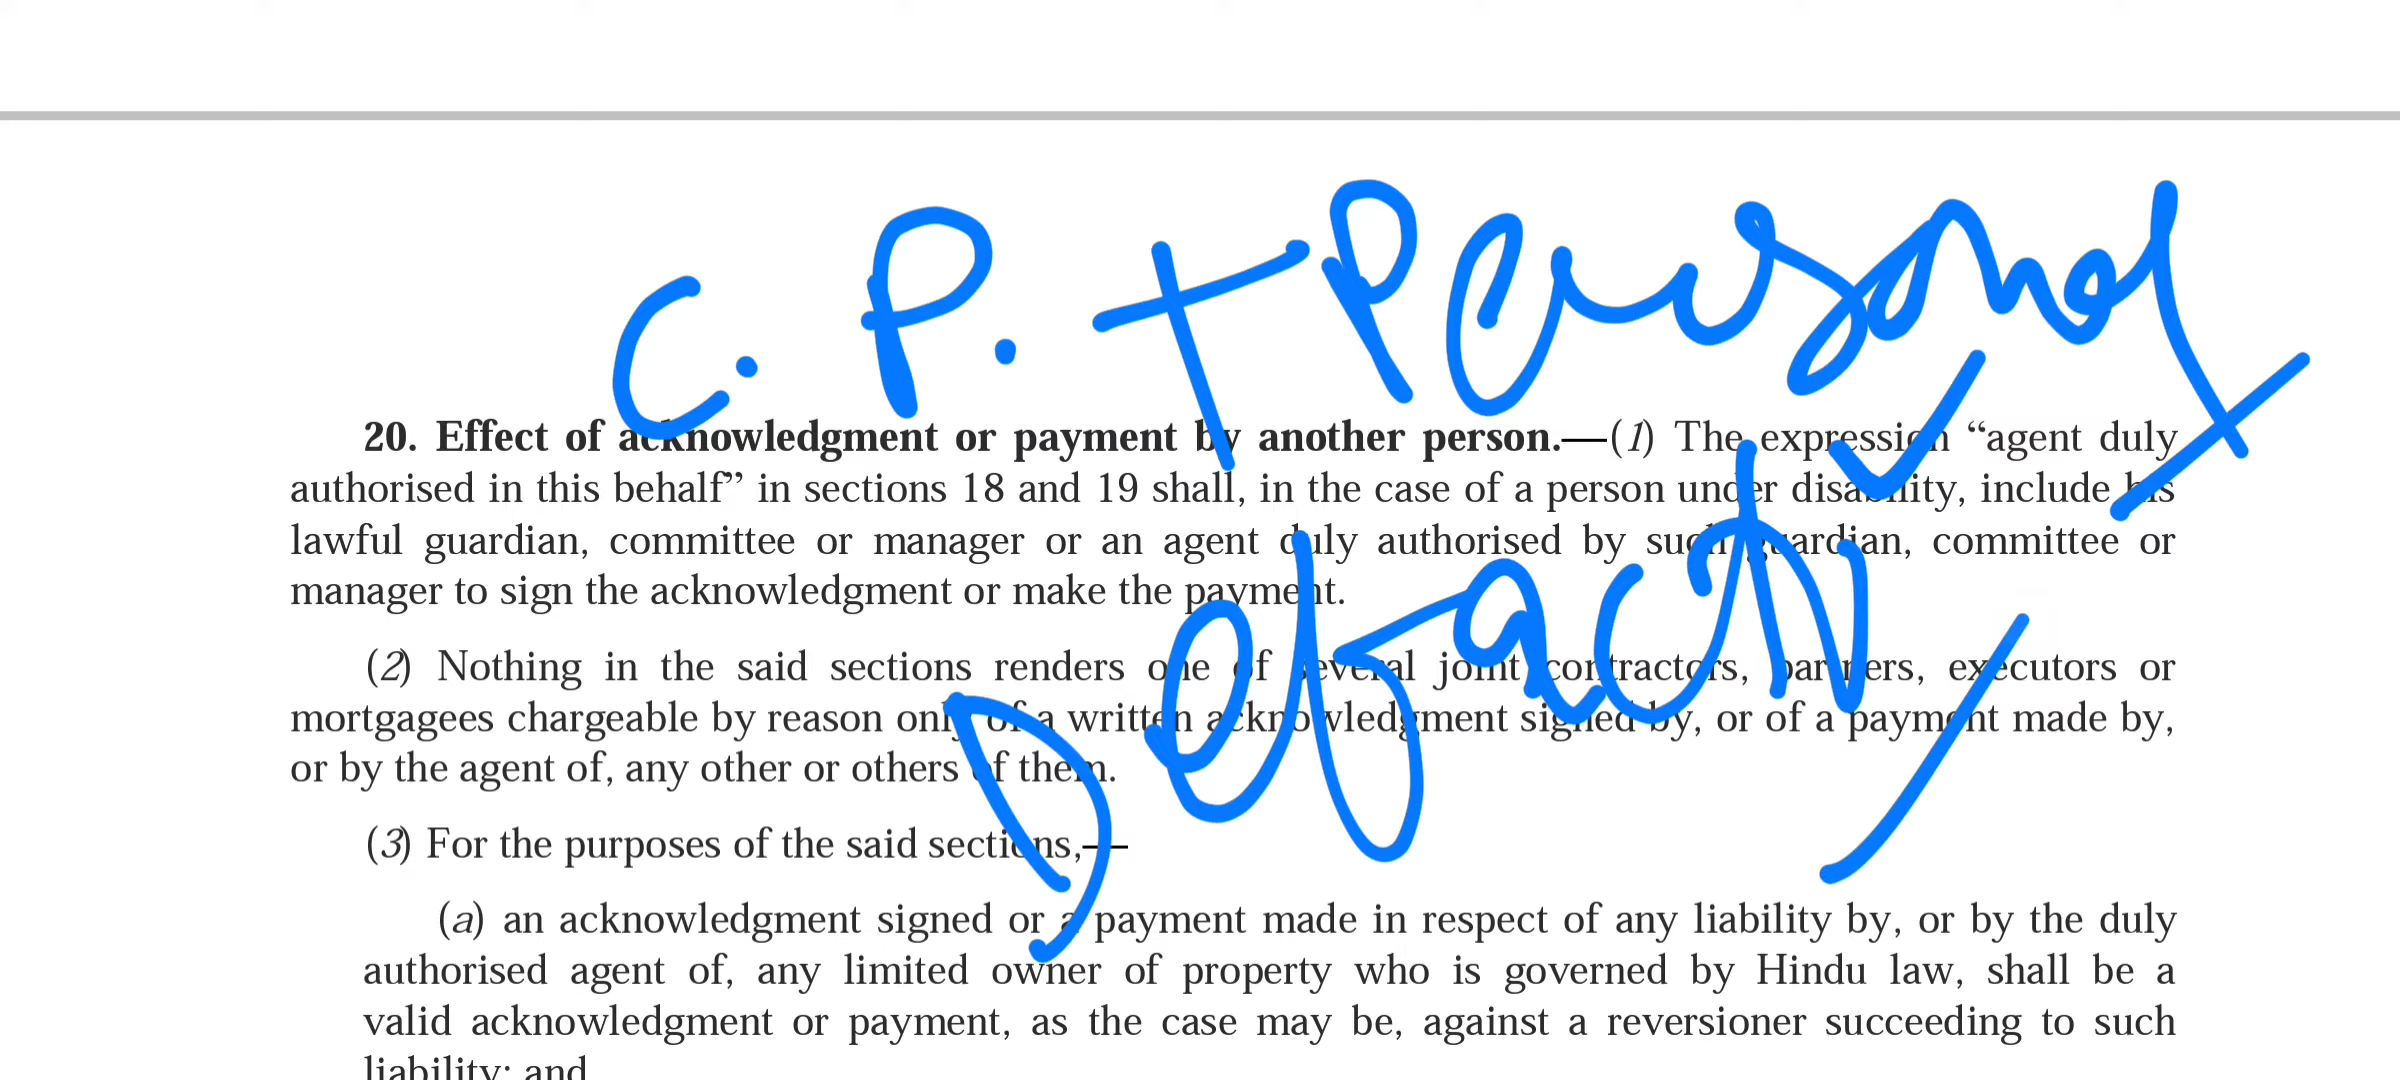 C. P. + Personal
20. Effect of acknowledgment or payment by another person.—(1) The expression “agent duly
authorised in this behalf” in sections 18 and 19 shall, in the case of a person under disability, include his
lawful guardian, committee or manager or an agent duly authorised by such guardian, committee or
manager to sign the acknowledgment or make the payment.
Defacto
(2) Nothing in the said sections renders one of several joint contractors, partners, executors or
mortgagees chargeable by reason only of a written acknowledgment signed by, or of a payment made by,
or by the agent of, any other or others of them.
(3) For the purposes of the said sections,—
(a) an acknowledgment signed or a payment made in respect of any liability by, or by the duly
authorised agent of, any limited owner of property who is governed by Hindu law, shall be a
valid acknowledgment or payment, as the case may be, against a reversioner succeeding to such
liability; and